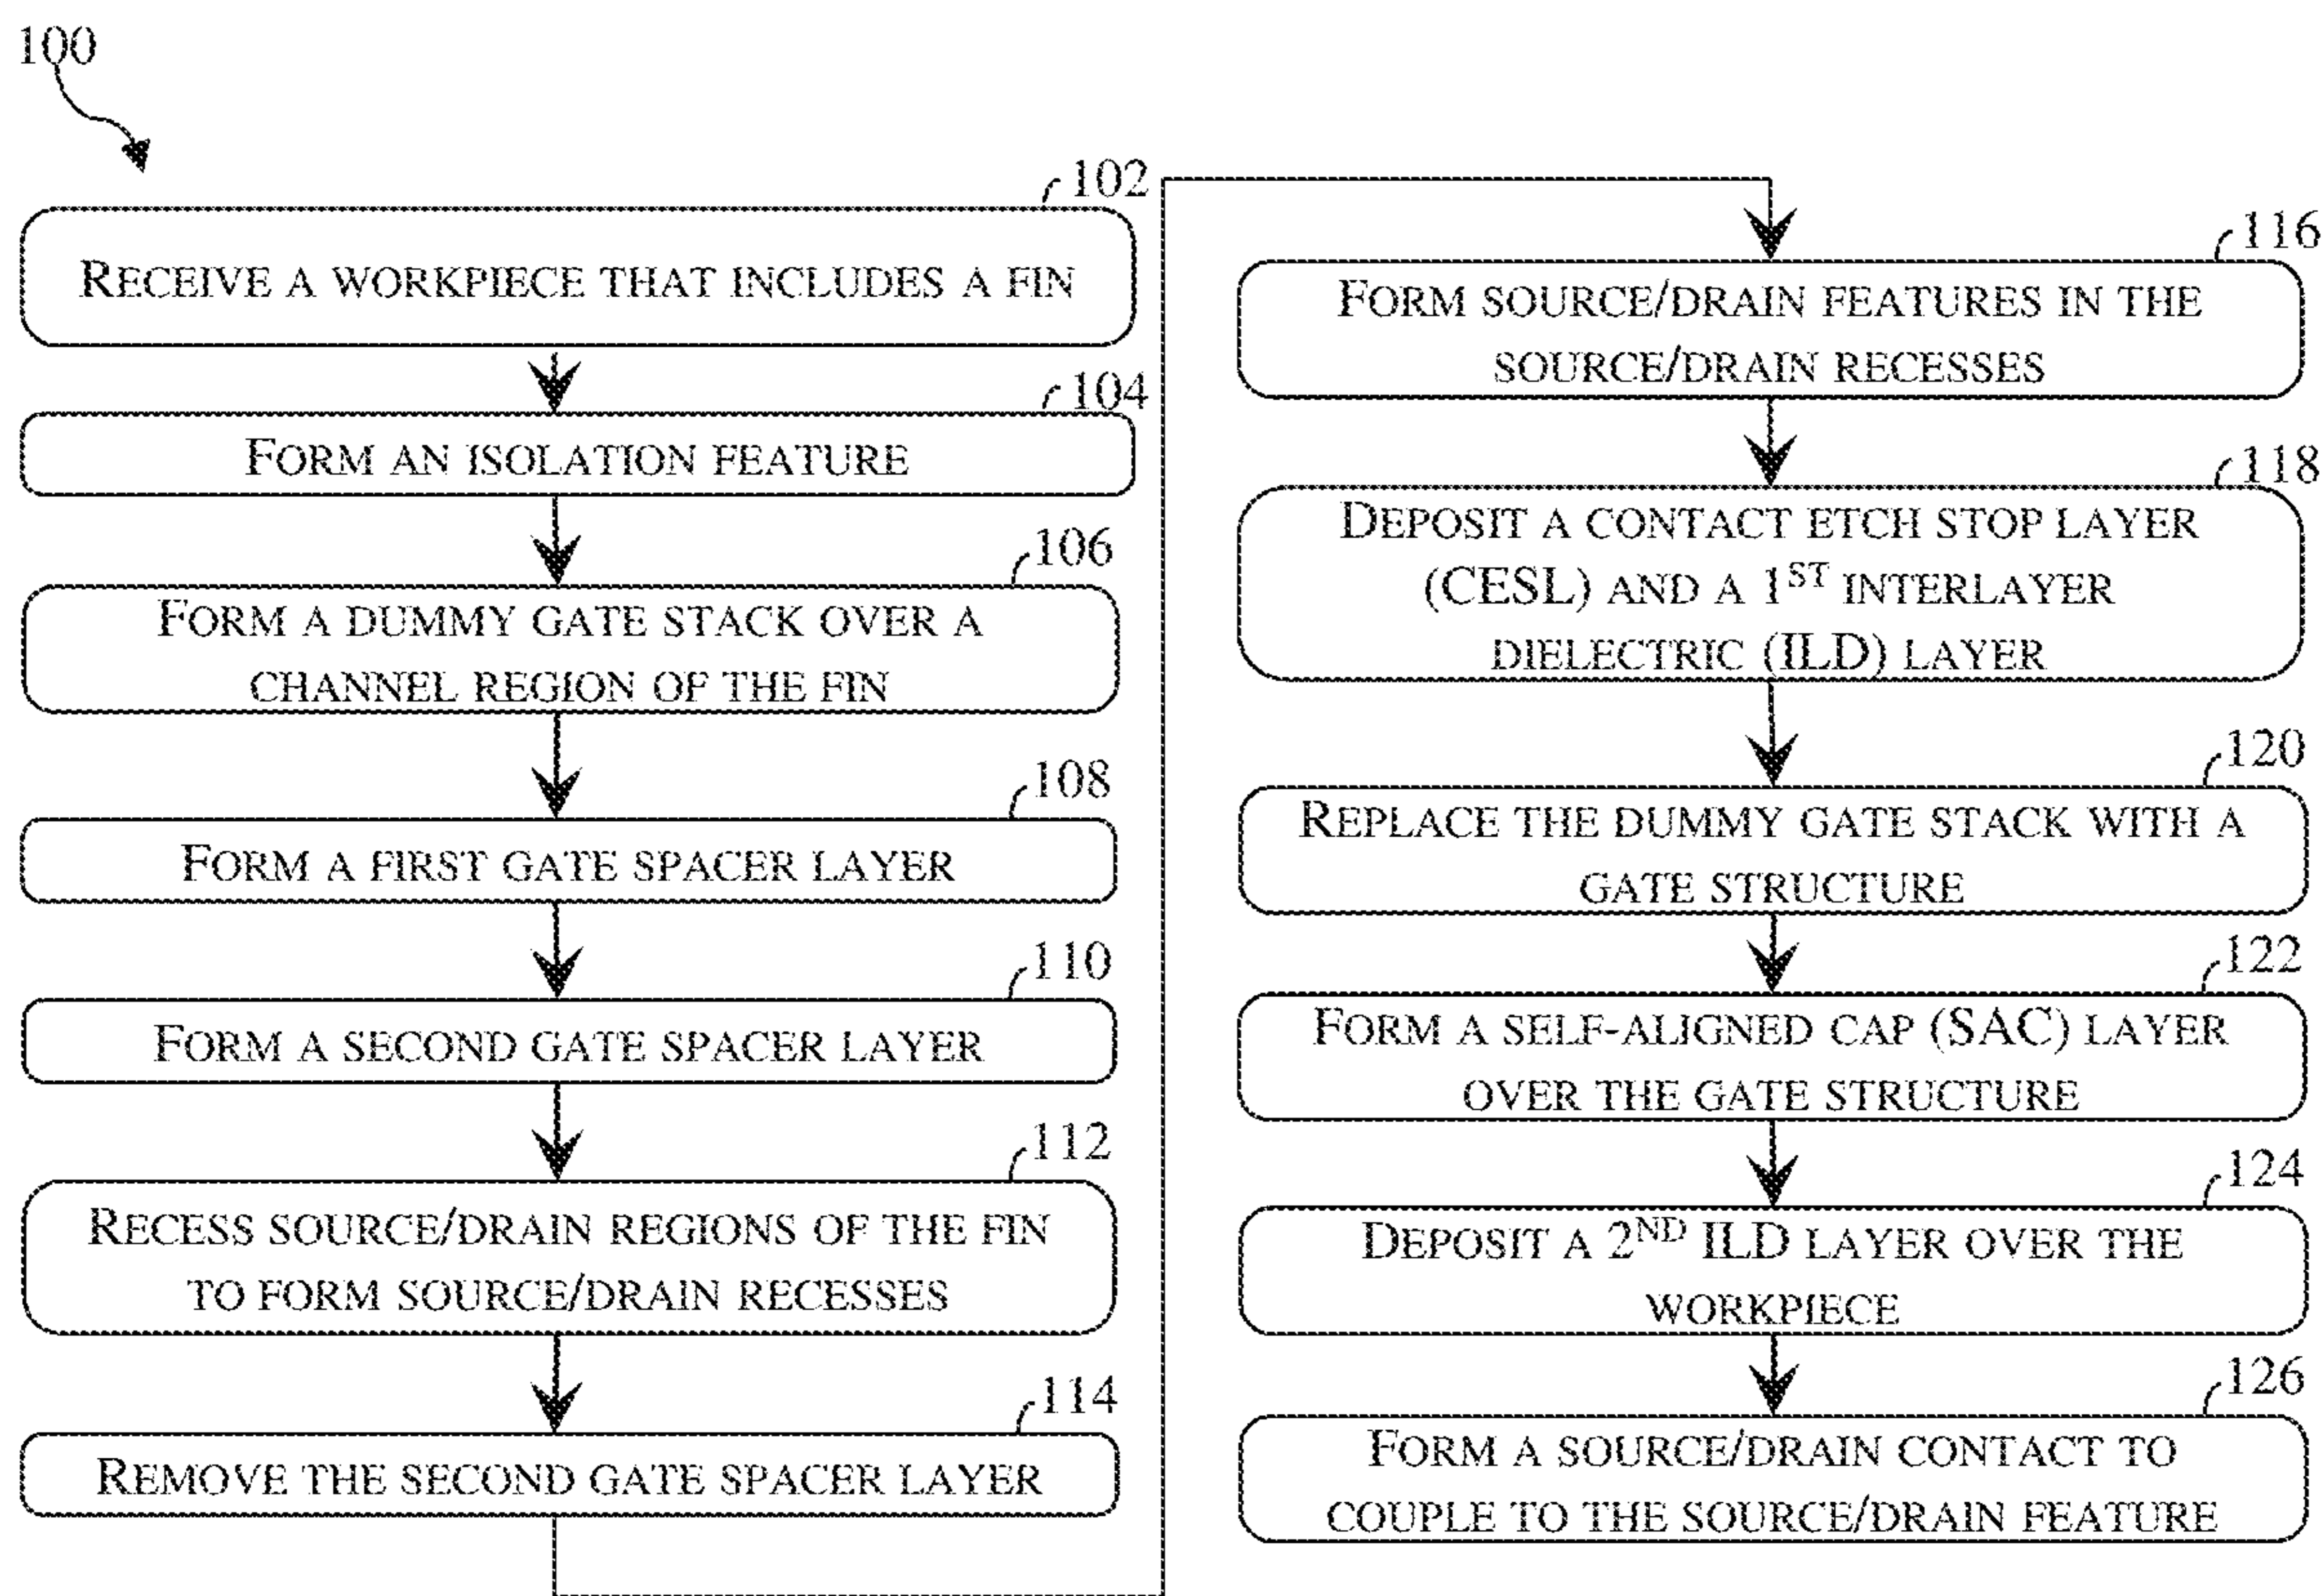 100
102
RECEIVE A WORKPIECE THAT INCLUDES A FIN
104
FORM AN ISOLATION FEATURE
106
FORM A DUMMY GATE STACK OVER A
CHANNEL REGION OF THE FIN
108
FORM A FIRST GATE SPACER LAYER
110
FORM A SECOND GATE SPACER LAYER
112
RECESS SOURCE/DRAIN REGIONS OF THE FIN
TO FORM SOURCE/DRAIN RECESSES
114
REMOVE THE SECOND GATE SPACER LAYER
116
FORM SOURCE/DRAIN FEATURES IN THE
SOURCE/DRAIN RECESSES
118
DEPOSIT A CONTACT ETCH STOP LAYER
(CESL) AND A 1ST INTERLAYER
DIELECTRIC (ILD) LAYER
120
REPLACE THE DUMMY GATE STACK WITH A
GATE STRUCTURE
122
FORM A SELF-ALIGNED CAP (SAC) LAYER
OVER THE GATE STRUCTURE
124
DEPOSIT A 2ND ILD LAYER OVER THE
WORKPIECE
126
FORM A SOURCE/DRAIN CONTACT TO
COUPLE TO THE SOURCE/DRAIN FEATURE